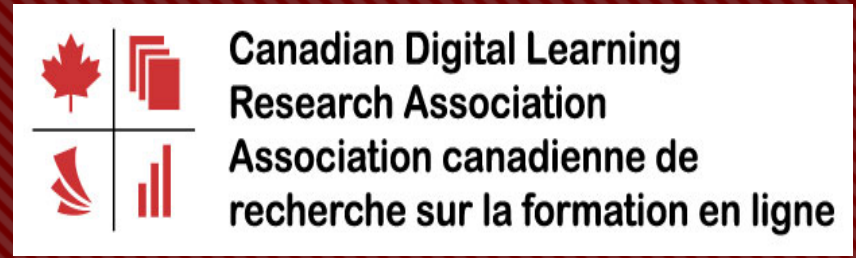 Canadian Digital Learning
Research Association
Association canadienne de
recherche sur la formation en ligne